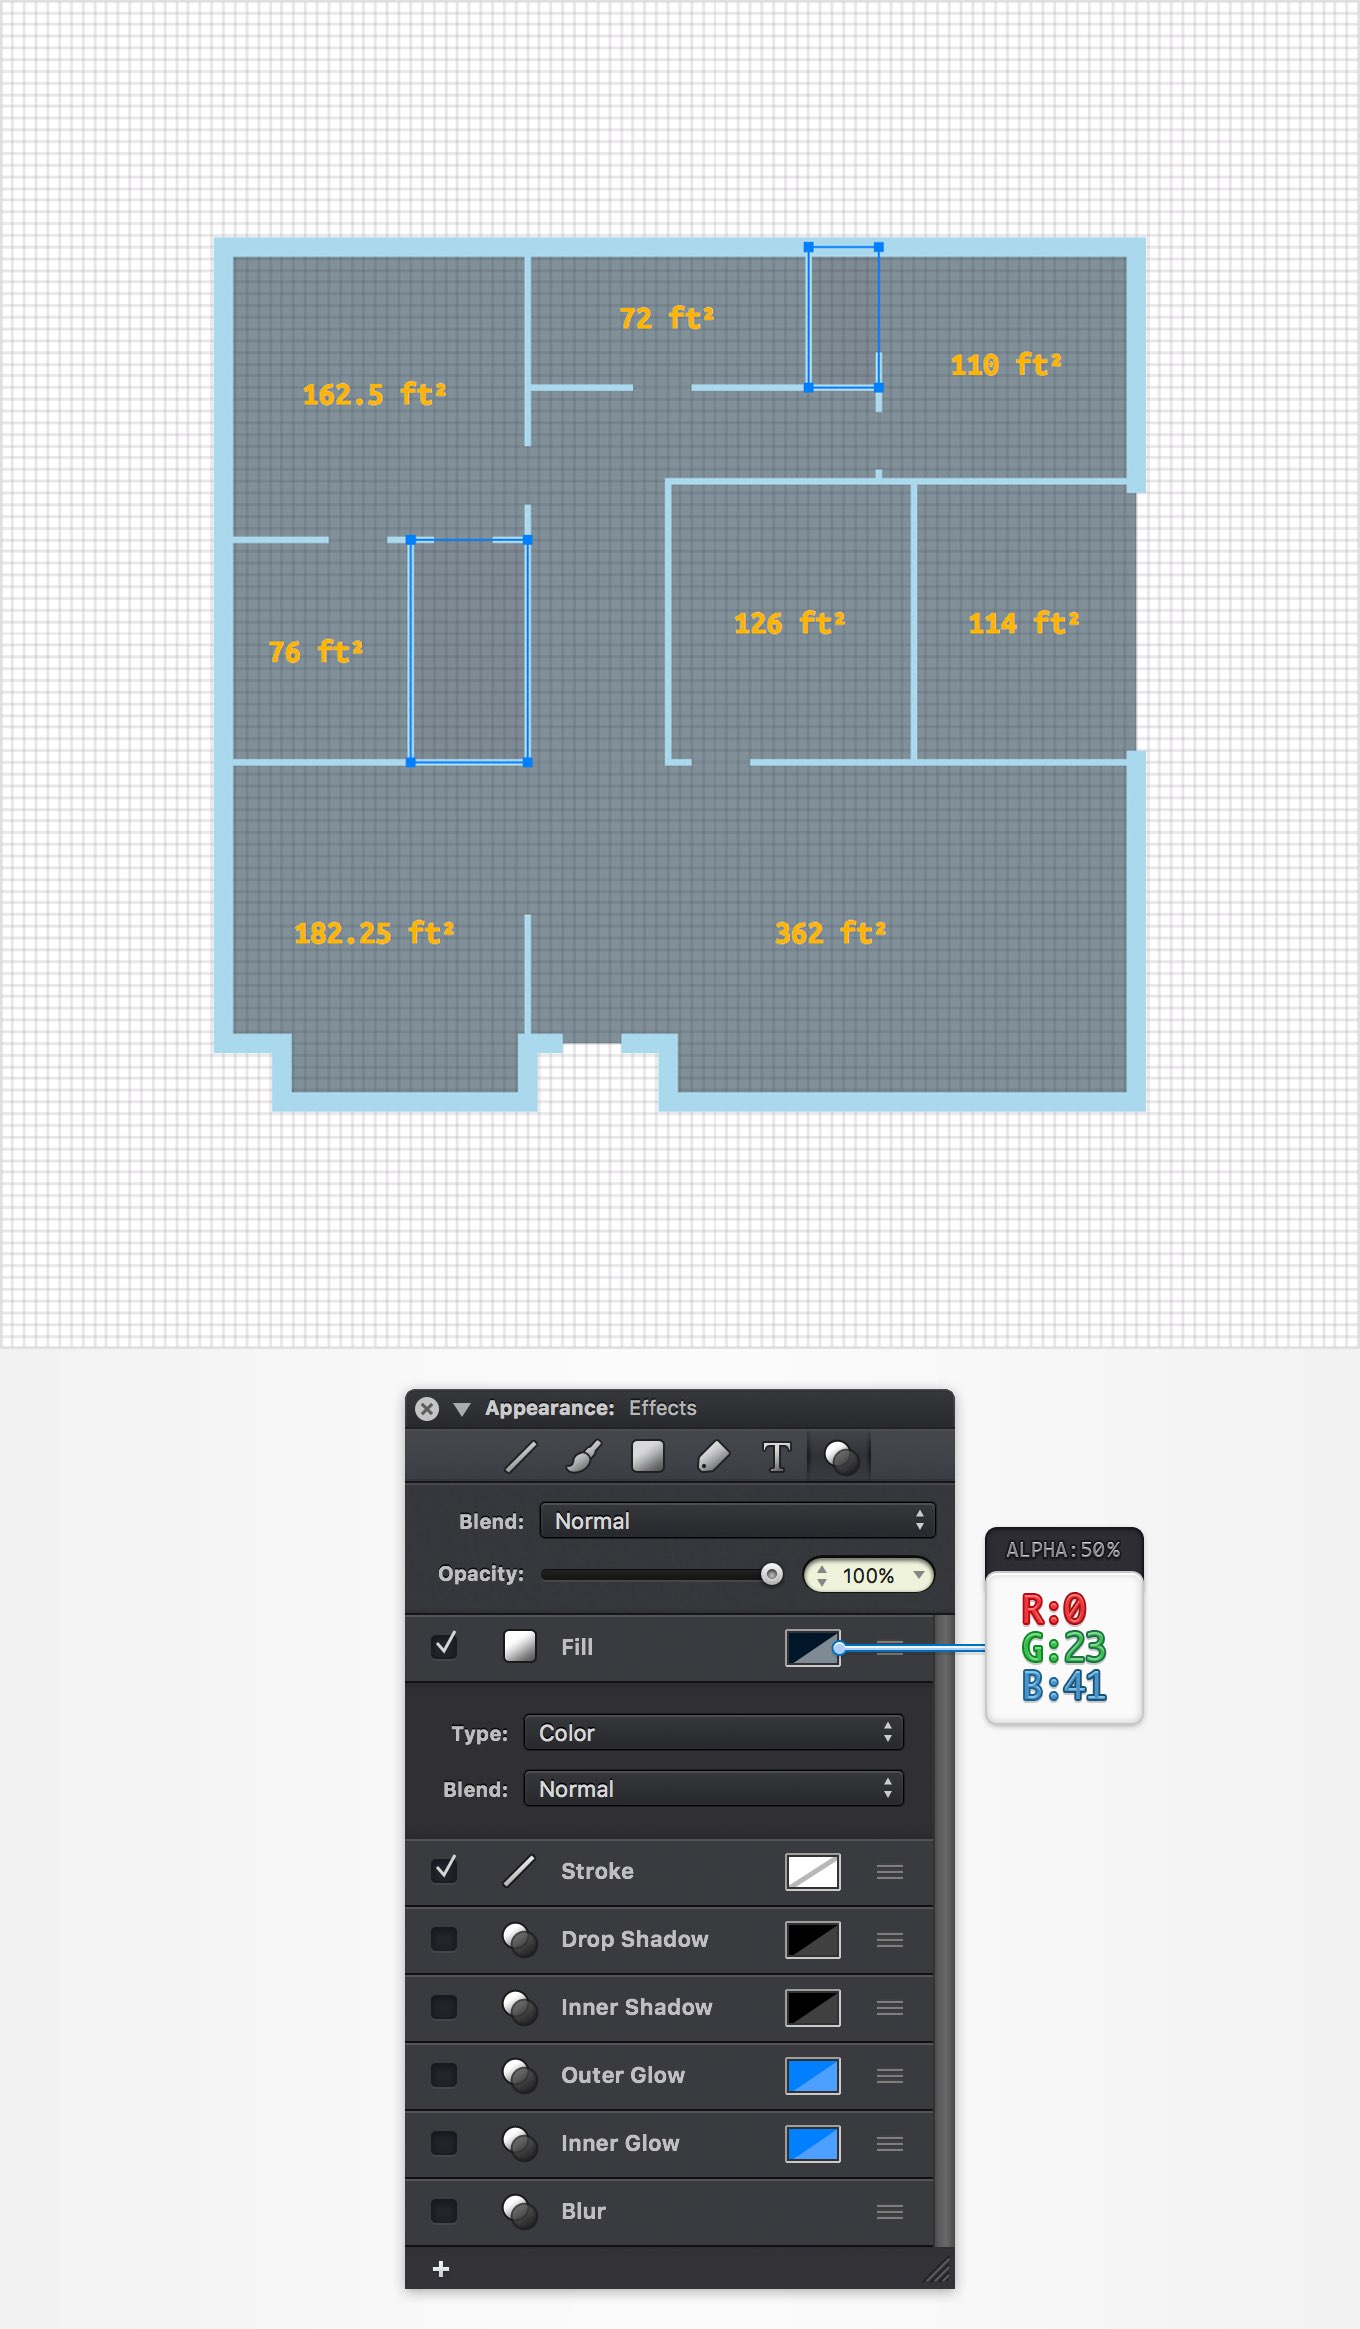 72 ft²
110 ft²
162.5 ft²
126 ft²
114 ft²
76 ft²
182.25 ft²
362 ft²
Appearance: Effects
T
Blend: Normal
Opacity: 100%
ALPHA:50%
R:0
G:23
B:41
Fill
Type: Color
Blend: Normal
Stroke
Drop Shadow
Inner Shadow
Outer Glow
Inner Glow
Blur
+